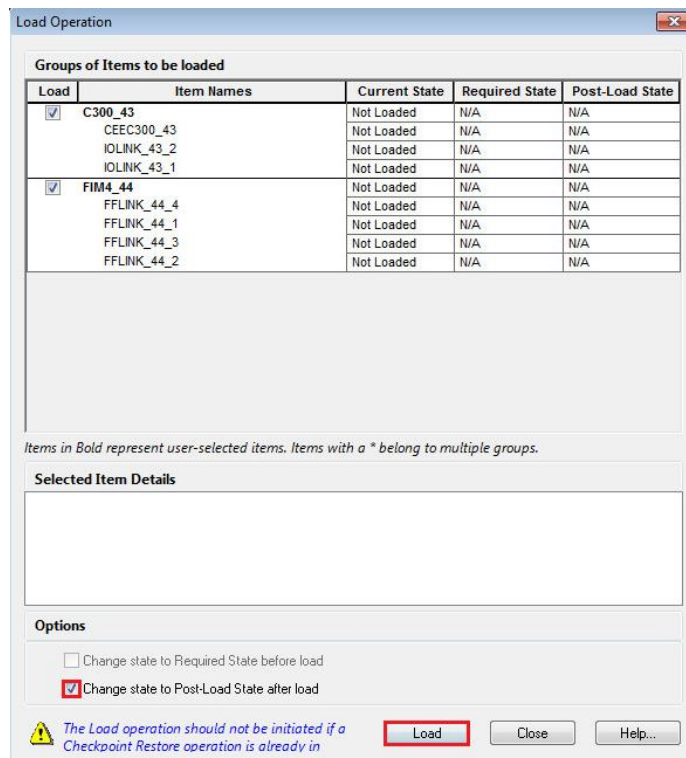 Load Operation
Groups of Items to be loaded
Load Item Names Current State Required State Post-Load State
C300_43 Not Loaded N/A N/A
CEEC300_43 Not Loaded N/A N/A
IOLINK_43_2 Not Loaded N/A N/A
IOLINK_43_1 Not Loaded N/A N/A
FIM4_44 Not Loaded N/A N/A
FFLINK_44_4 Not Loaded N/A N/A
FFLINK_44_1 Not Loaded N/A N/A
FFLINK_44_3 Not Loaded N/A N/A
FFLINK_44_2 Not Loaded N/A N/A
Items in Bold represent user-selected items. Items with a * belong to multiple groups.
Selected Item Details
Options
Change state to Required State before load
Change state to Post-Load State after load
The Load operation should not be initiated if a
Checkpoint Restore operation is already in
Load Close Help...